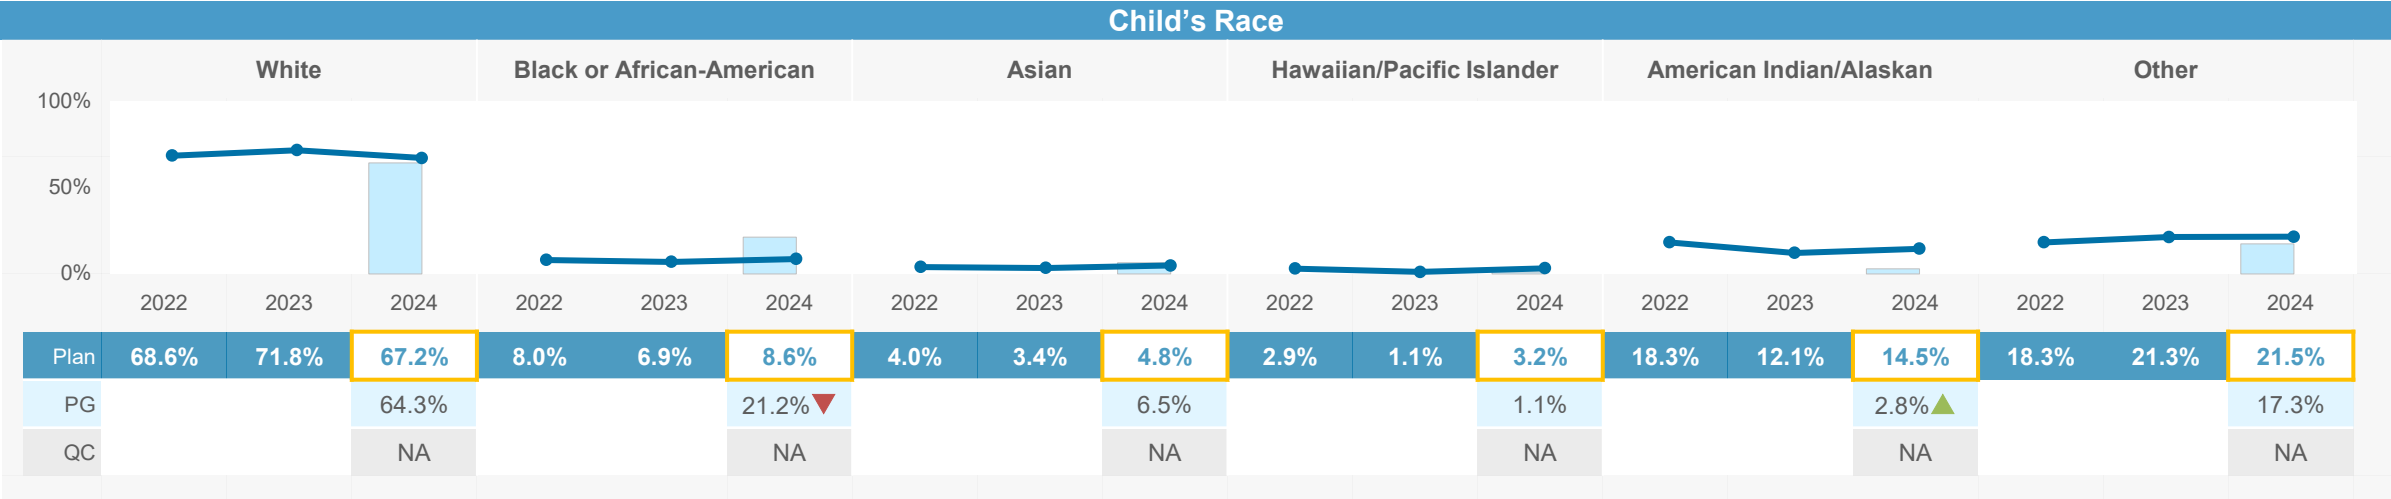 Child’s Race
White Black or African-American Asian Hawaiian/Pacific Islander American Indian/Alaskan Other
100%
50%
0%
2022 2023 2024 2022 2023 2024 2022 2023 2024 2022 2023 2024 2022 2023 2024 2022 2023 2024
Plan 68.6% 71.8% 67.2% 8.0% 6.9% 8.6% 4.0% 3.4% 4.8% 2.9% 1.1% 3.2% 18.3% 12.1% 14.5% 18.3% 21.3% 21.5%
PG 64.3% 21.2% 6.5% 1.1% 2.8% 17.3%
QC NA NA NA NA NA NA